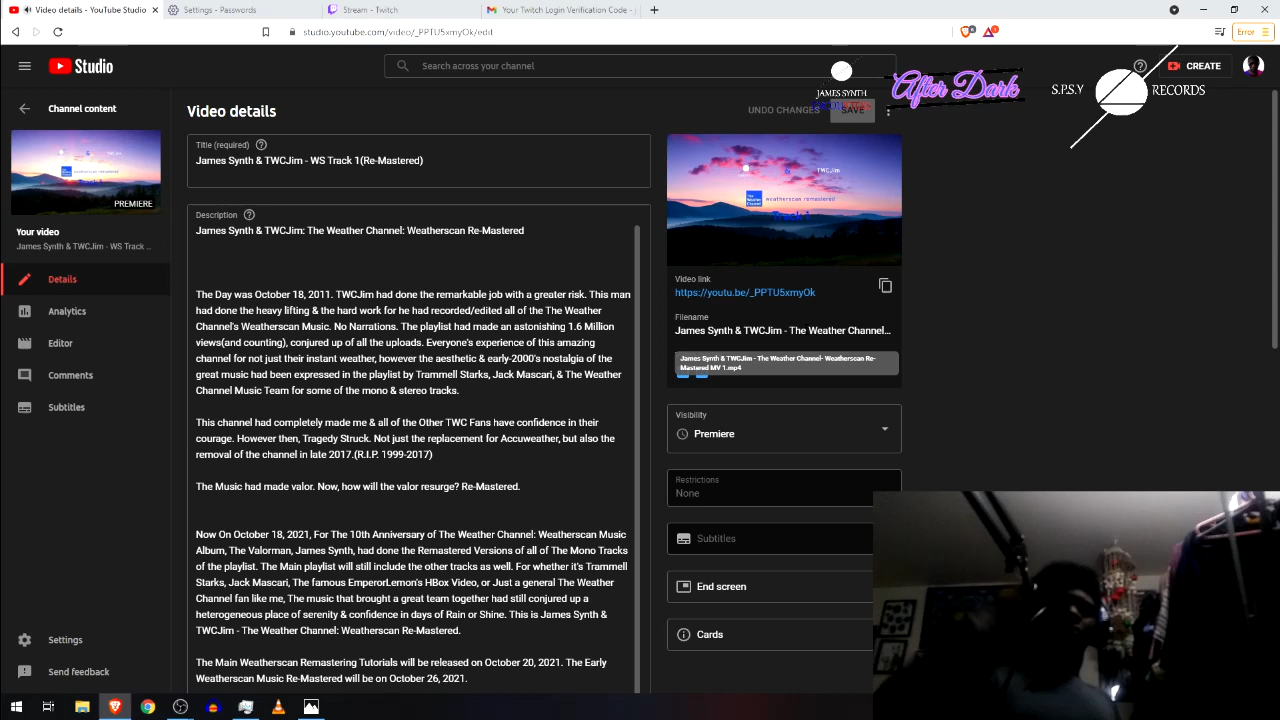 Video details - YouTube Studio
Settings - Passwords
Stream - Twitch
Your Twitch Login Verification Code -
studio.youtube.com/video/_PPTU5xmyOk/edit
Error
Studio
Search across your channel
CREATE
JAMES SYNTH
After Dark
S.P.S.Y
RECORDS
Channel content
Video details
UNDO CHANGES
SAVE
PREMIERE
Your video
James Synth & TWCJim - WS Track ...
Details
Analytics
Editor
Comments
Subtitles
Settings
Send feedback
Title (required)
James Synth & TWCJim - WS Track 1(Re-Mastered)
Description
James Synth & TWCJim: The Weather Channel: Weatherscan Re-Mastered
The Day was October 18, 2011. TWCJim had done the remarkable job with a greater risk. This man
had done the heavy lifting & the hard work for he had recorded/edited all of the The Weather
Channel's Weatherscan Music. No Narrations. The playlist had made an astonishing 1.6 Million
views(and counting), conjured up of all the uploads. Everyone's experience of this amazing
channel for not just their instant weather, however the aesthetic & early-2000's nostalgia of the
great music had been expressed in the playlist by Trammell Starks, Jack Mascari, & The Weather
Channel Music Team for some of the mono & stereo tracks.
This channel had completely made me & all of the Other TWC Fans have confidence in their
courage. However then, Tragedy Struck. Not just the replacement for Accuweather, but also the
removal of the channel in late 2017.(R.I.P. 1999-2017)
The Music had made valor. Now, how will the valor resurge? Re-Mastered.
Now On October 18, 2021, For The 10th Anniversary of The Weather Channel: Weatherscan Music
Album, The Valorman, James Synth, had done the Remastered Versions of all of The Mono Tracks
of the playlist. The Main playlist will still include the other tracks as well. For whether it's Trammell
Starks, Jack Mascari, The famous EmperorLemon's HBox Video, or Just a general The Weather
Channel fan like me, The music that brought a great team together had still conjured up a
heterogeneous place of serenity & confidence in days of Rain or Shine. This is James Synth &
TWCJim - The Weather Channel: Weatherscan Re-Mastered.
The Main Weatherscan Remastering Tutorials will be released on October 20, 2021. The Early
Weatherscan Music Re-Mastered will be on October 26, 2021.
TWCJim
The Weather Channel
weatherscan remastered
Track 1
Video link
https://youtu.be/_PPTU5xmyOk
Filename
James Synth & TWCJim - The Weather Channel...
James Synth & TWCJim - The Weather Channel- Weatherscan Re-
Mastered MV 1.mp4
Visibility
Premiere
Restrictions
None
Subtitles
End screen
Cards